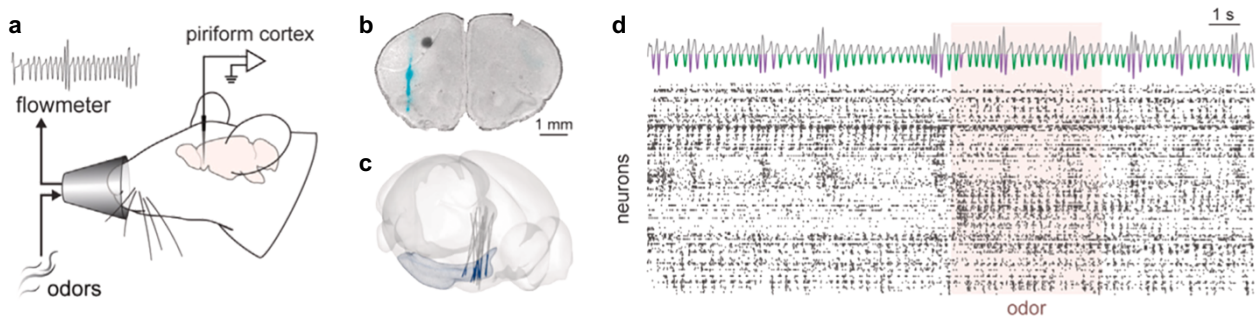 a
piriform cortex
flowmeter
odors
b
1 mm
c
d
1 s
neurons
odor